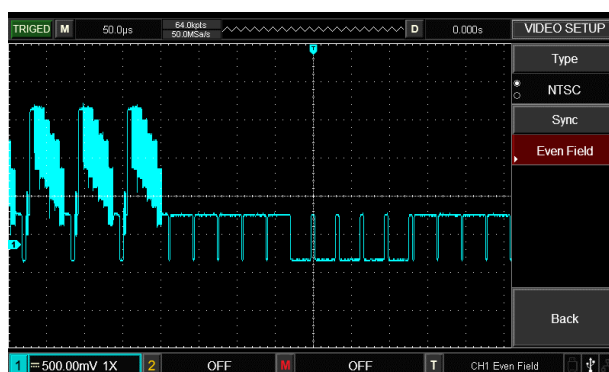 TRIGED M 50.0μs 64.0kpts D 0.000s VIDEO SETUP
50.0MSa/s
Type
NTSC
Sync
Even Field
T
1
Back
1 500.00mV 1X 2 OFF M OFF T CH1 Even Field